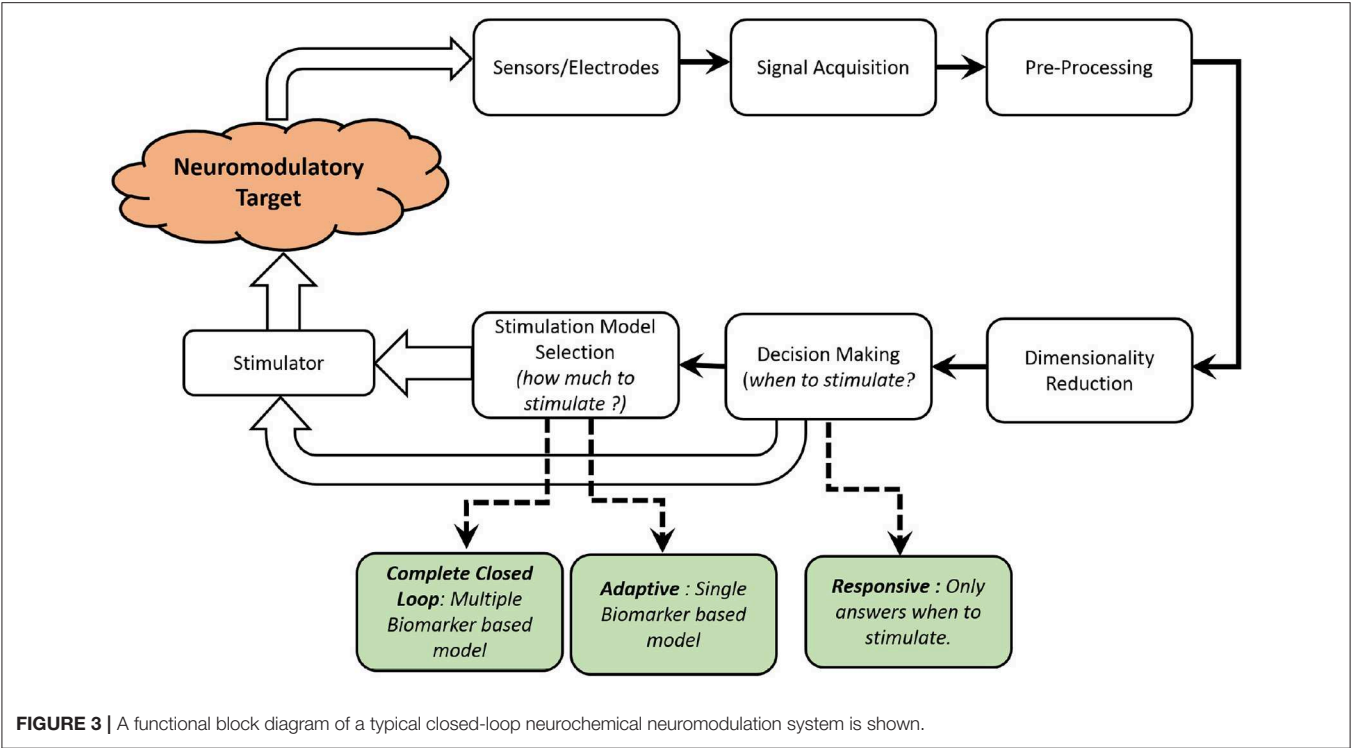 Sensors/Electrodes
Signal Acquisition
Pre-Processing
Neuromodulatory
Target
Stimulator
Stimulation Model
Selection
(how much to
stimulate ?)
Decision Making
(when to stimulate?
Dimensionality
Reduction
Complete Closed
Loop: Multiple
Biomarker based
model
Adaptive : Single
Biomarker based
model
Responsive : Only
answers when to
stimulate.
FIGURE 3 | A functional block diagram of a typical closed-loop neurochemical neuromodulation system is shown.